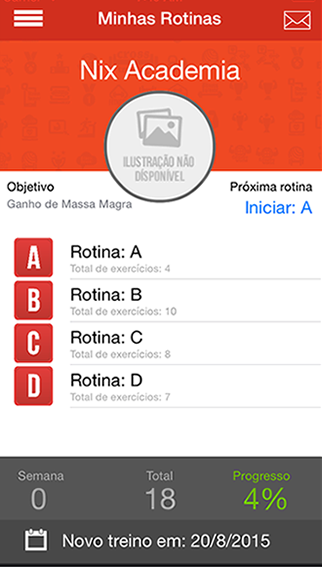 Minhas Rotinas
Nix Academia
ILUSTRAÇÃO NÃO
DÍSPONÍVEL
Objetivo
Ganho de Massa Magra
Próxima rotina
Iniciar: A
A
Rotina: A
Total de exercícios: 4
B
Rotina: B
Total de exercícios: 10
C
Rotina: C
Total de exercícios: 8
D
Rotina: D
Total de exercícios: 7
Semana
0
Total
18
Progresso
4%
Novo treino em: 20/8/2015